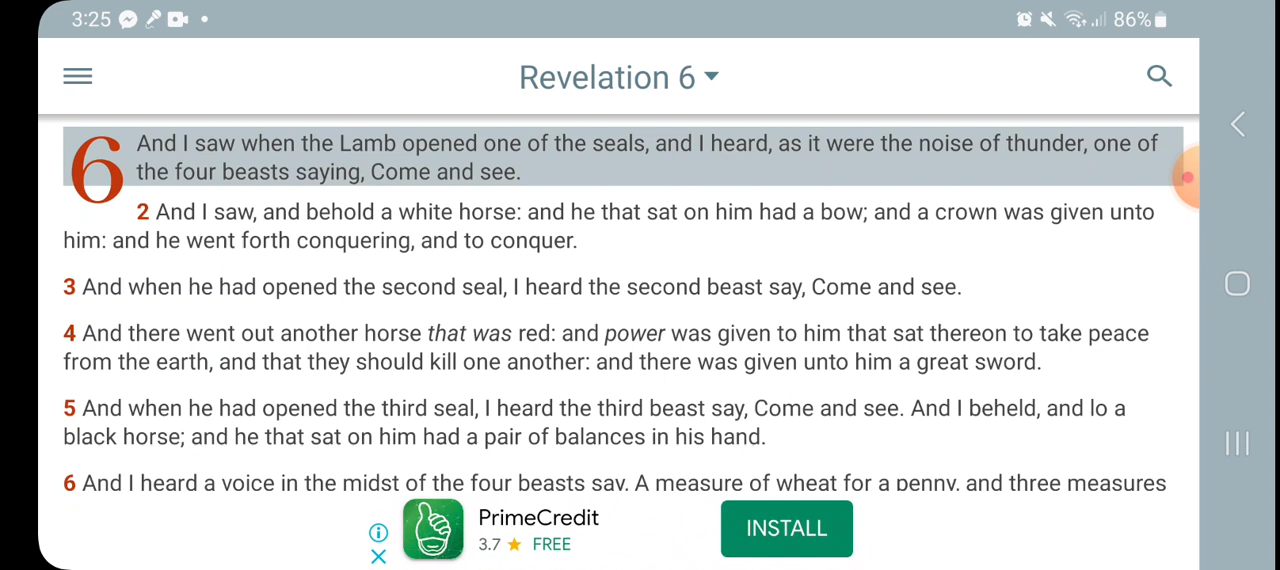 3:25
86%
Revelation 6
6 And I saw when the Lamb opened one of the seals, and I heard, as it were the noise of thunder, one of
the four beasts saying, Come and see.
2 And I saw, and behold a white horse: and he that sat on him had a bow; and a crown was given unto
him: and he went forth conquering, and to conquer.
3 And when he had opened the second seal, I heard the second beast say, Come and see.
4 And there went out another horse that was red: and power was given to him that sat thereon to take peace
from the earth, and that they should kill one another: and there was given unto him a great sword.
5 And when he had opened the third seal, I heard the third beast say, Come and see. And I beheld, and lo a
black horse; and he that sat on him had a pair of balances in his hand.
6 And I heard a voice in the midst of the four beasts say, A measure of wheat for a penny, and three measures
PrimeCredit
3.7 ★ FREE
INSTALL